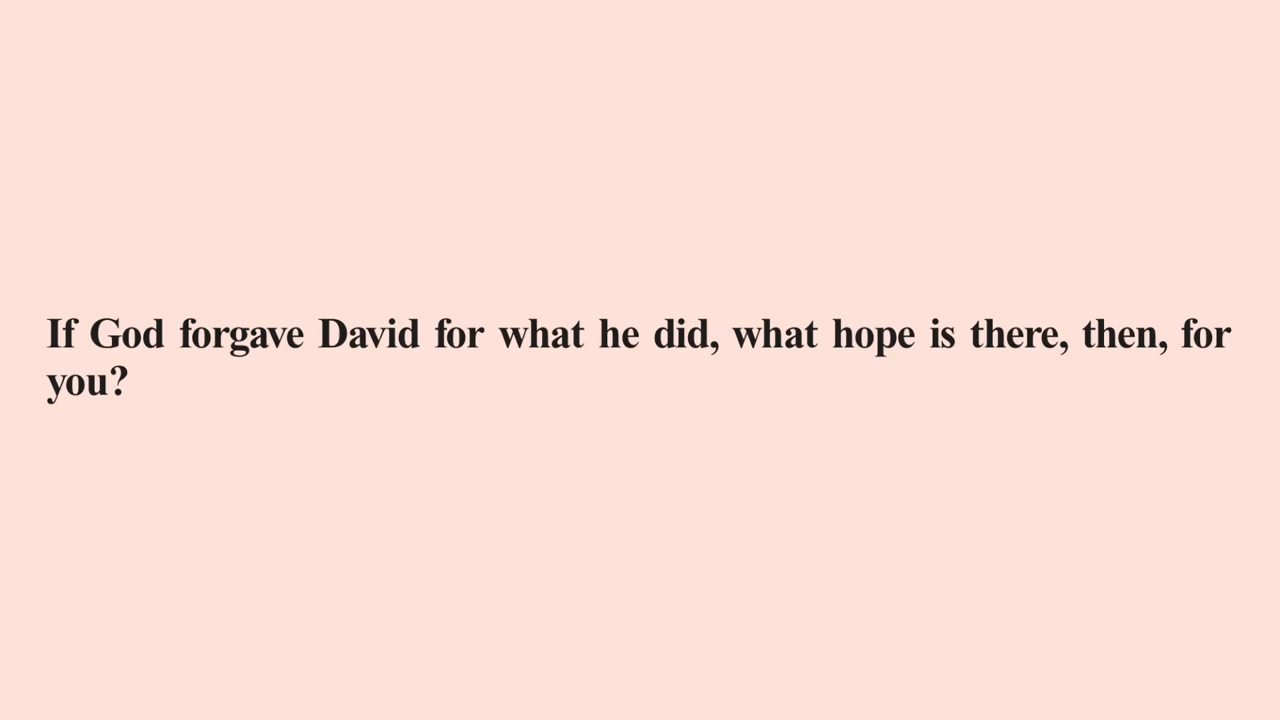 If God forgave David for what he did, what hope is there, then, for
you?